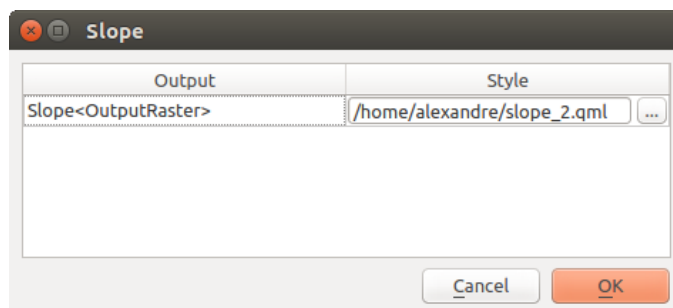 Slope
Output Style
Slope<OutputRaster> /home/alexandre/slope_2.qml ...
Cancel OK